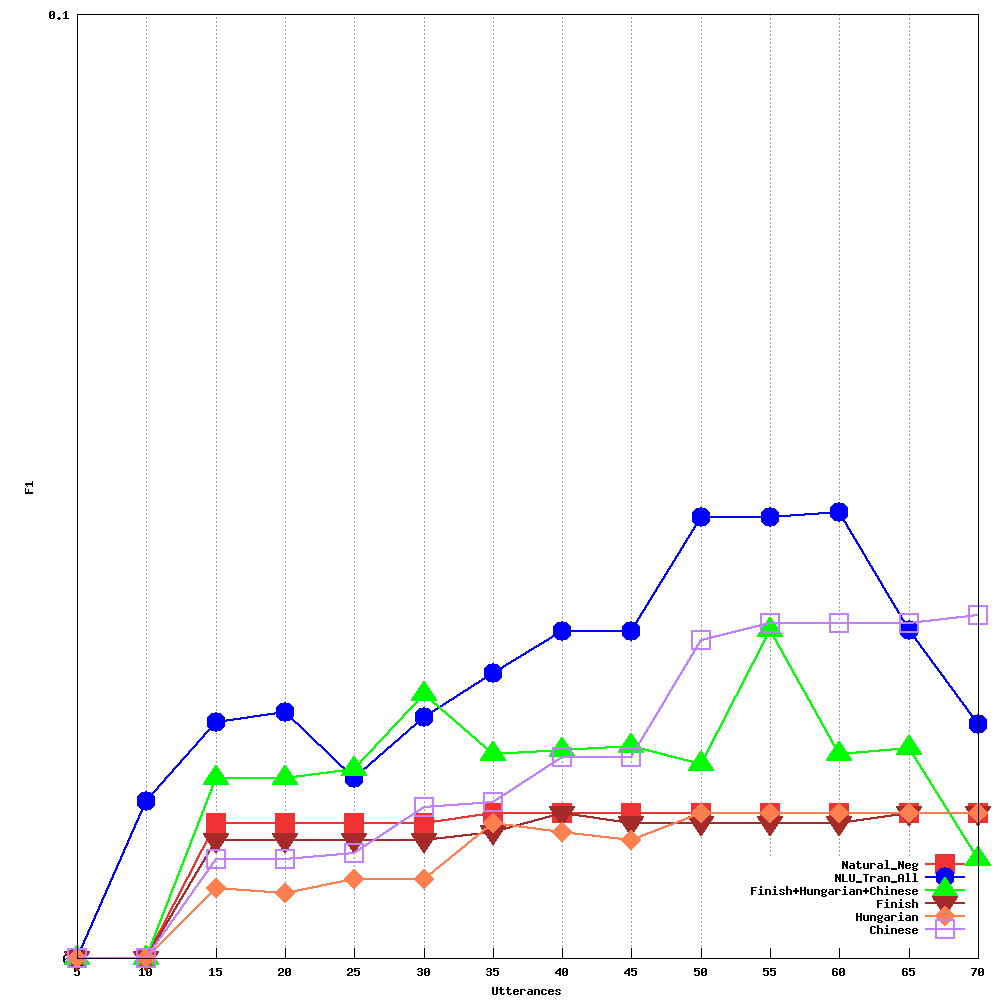 0.1
F1
0
5 10 15 20 25 30 35 40 45 50 55 60 65 70
Utterances
Natural_Neg
NLU_Tran_All
Finish+Hungarian+Chinese
Finish
Hungarian
Chinese